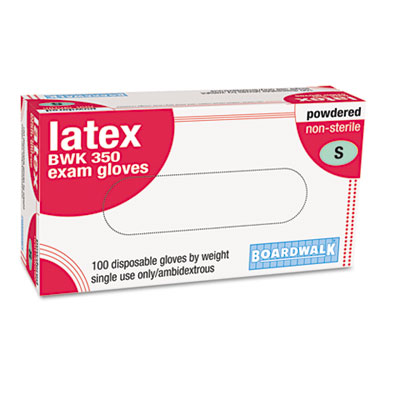 latex
BWK 350
exam gloves
powdered
non-sterile
S
100 disposable gloves by weight
single use only/ambidextrous
BOARDWALK